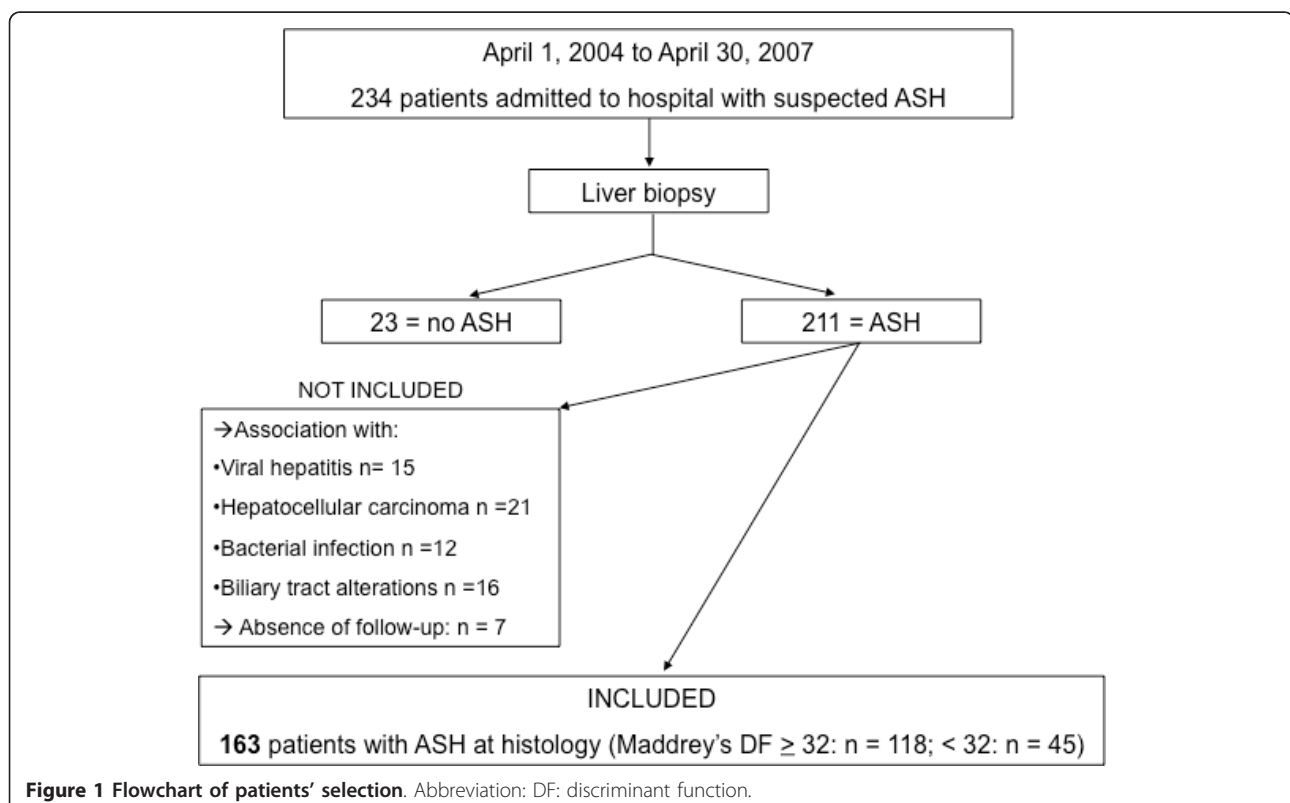 April 1, 2004 to April 30, 2007
234 patients admitted to hospital with suspected ASH
Liver biopsy
23 = no ASH
211 = ASH
NOT INCLUDED
→Association with:
•Viral hepatitis n= 15
•Hepatocellular carcinoma n =21
•Bacterial infection n =12
•Biliary tract alterations n =16
→ Absence of follow-up: n = 7
INCLUDED
163 patients with ASH at histology (Maddrey's DF ≥ 32: n = 118; < 32: n = 45)
Figure 1 Flowchart of patients' selection. Abbreviation: DF: discriminant function.